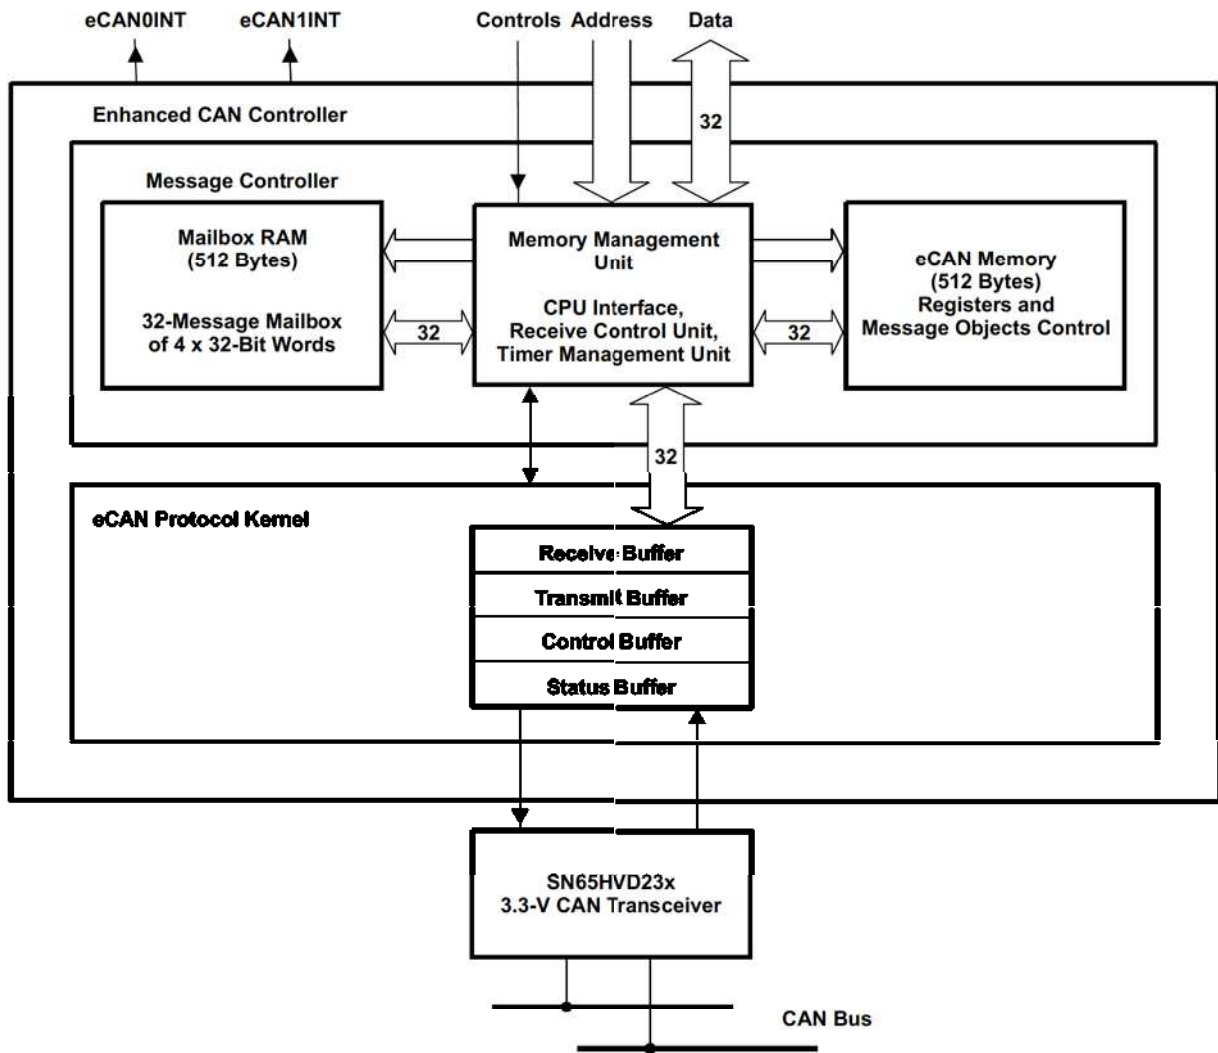 eCAN0INT
eCAN1INT
Controls
Address
Data
32
Enhanced CAN Controller
Message Controller
Mailbox RAM
(512 Bytes)
32-Message Mailbox
of 4 x 32-Bit Words
32
Memory Management
Unit
CPU Interface,
Receive Control Unit,
Timer Management Unit
32
eCAN Memory
(512 Bytes)
Registers and
Message Objects Control
32
eCAN Protocol Kernel
Receive Buffer
Transmit Buffer
Control Buffer
Status Buffer
SN65HVD23x
3.3-V CAN Transceiver
CAN Bus